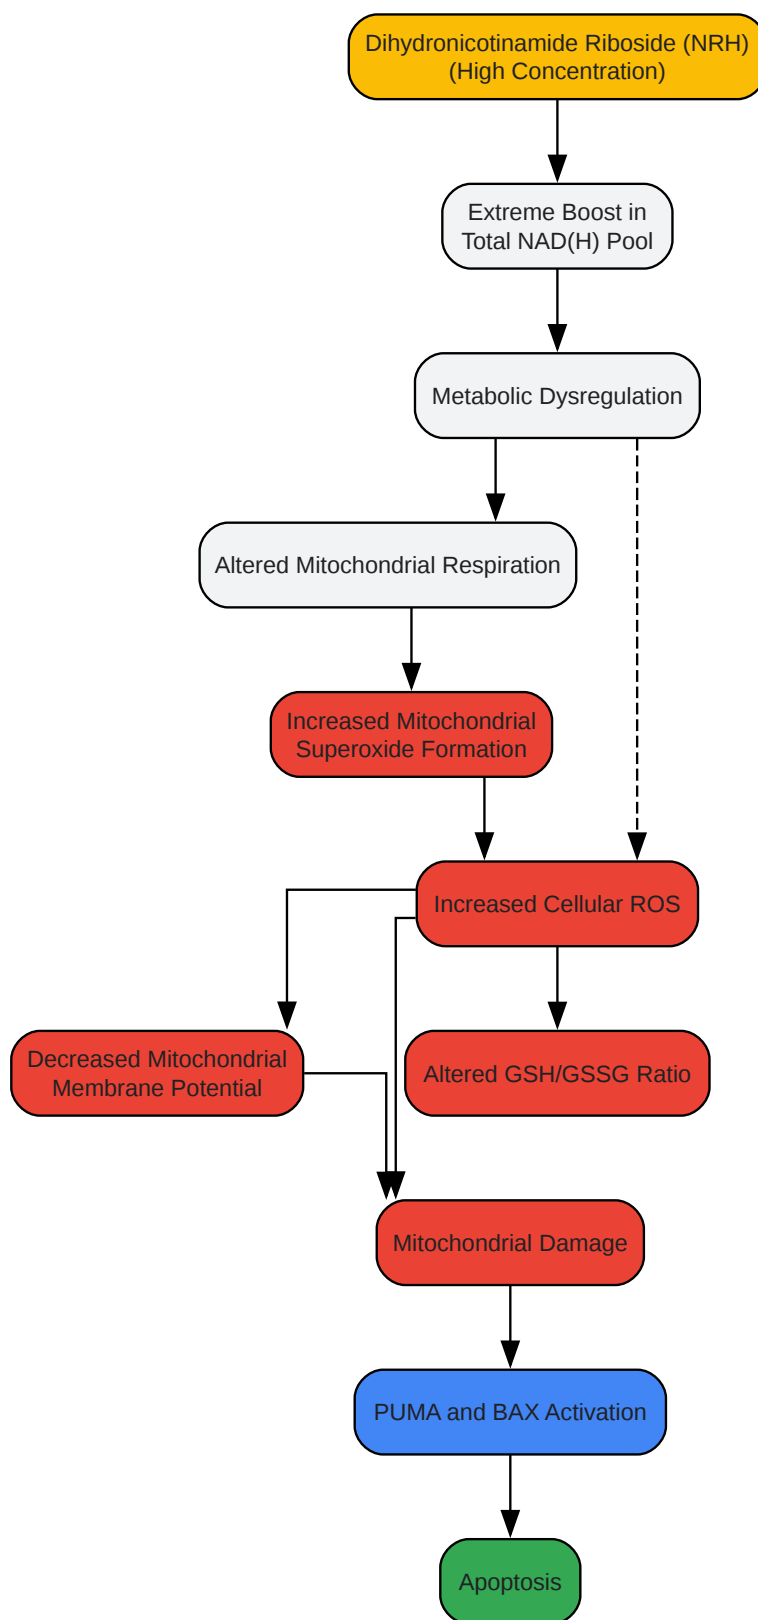 Dihydronicotinamide Riboside (NRH)
(High Concentration)
Extreme Boost in
Total NAD(H) Pool
Metabolic Dysregulation
Altered Mitochondrial Respiration
Increased Mitochondrial
Superoxide Formation
Increased Cellular ROS
Decreased Mitochondrial
Membrane Potential
Altered GSH/GSSG Ratio
Mitochondrial Damage
PUMA and BAX Activation
Apoptosis